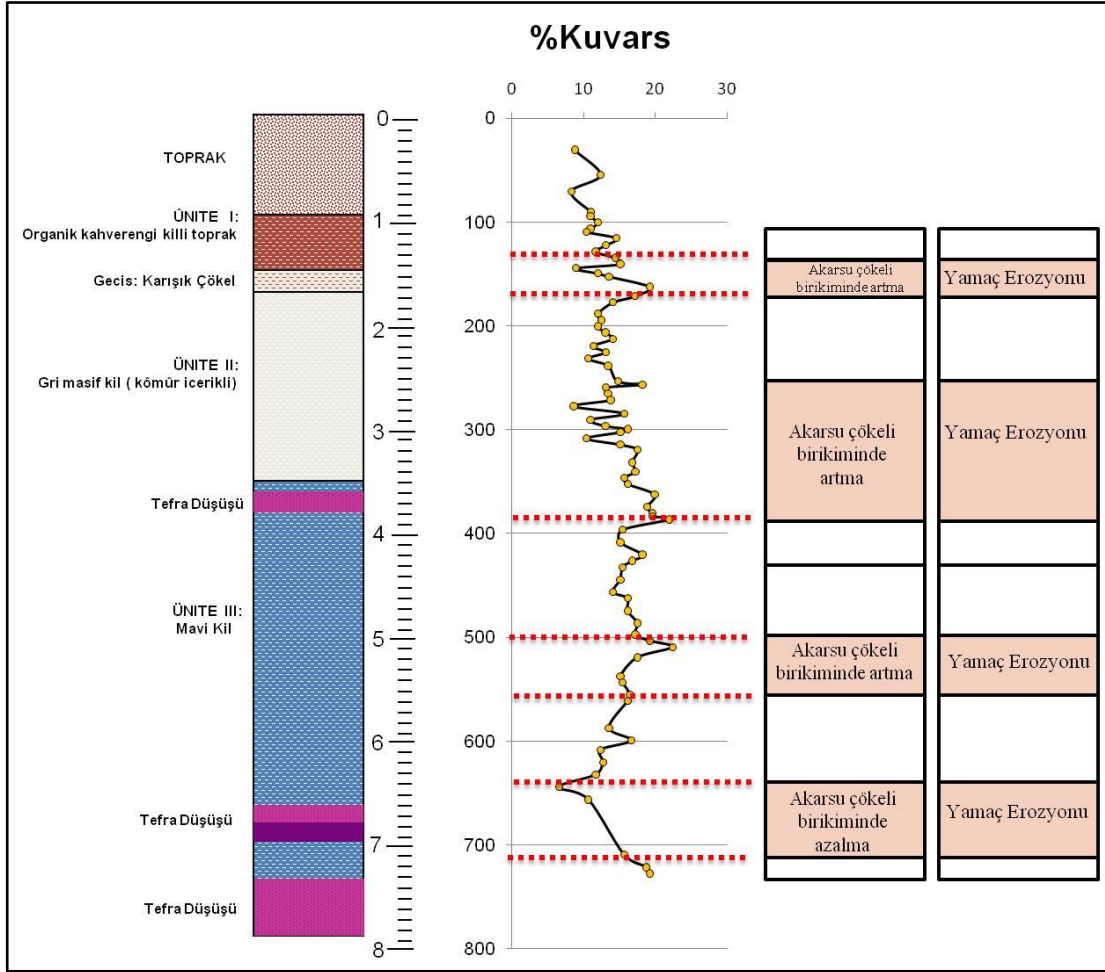 %Kuvars
0 10 20 30
0
100
200
300
400
500
600
700
800
TOPRAK
ÜNITE I:
Organik kahverengi killi toprak
Gecis: Karışık Çökel
ÜNITE II:
Gri masif kil ( kômûr icerikli)
Tefra Düşüşü
ÜNITE III:
Mavi Kil
Tefra Düşüşü
Tefra Düşüşü
0
1
2
3
4
5
6
7
8
Akarsu çökeli
birikiminde artma
Yamaç Erozyonu
Akarsu çökeli
birikiminde
artma
Yamaç Erozyonu
Akarsu çökeli
birikiminde artma
Yamaç Erozyonu
Akarsu çökeli
birikiminde
azalma
Yamaç Erozyonu